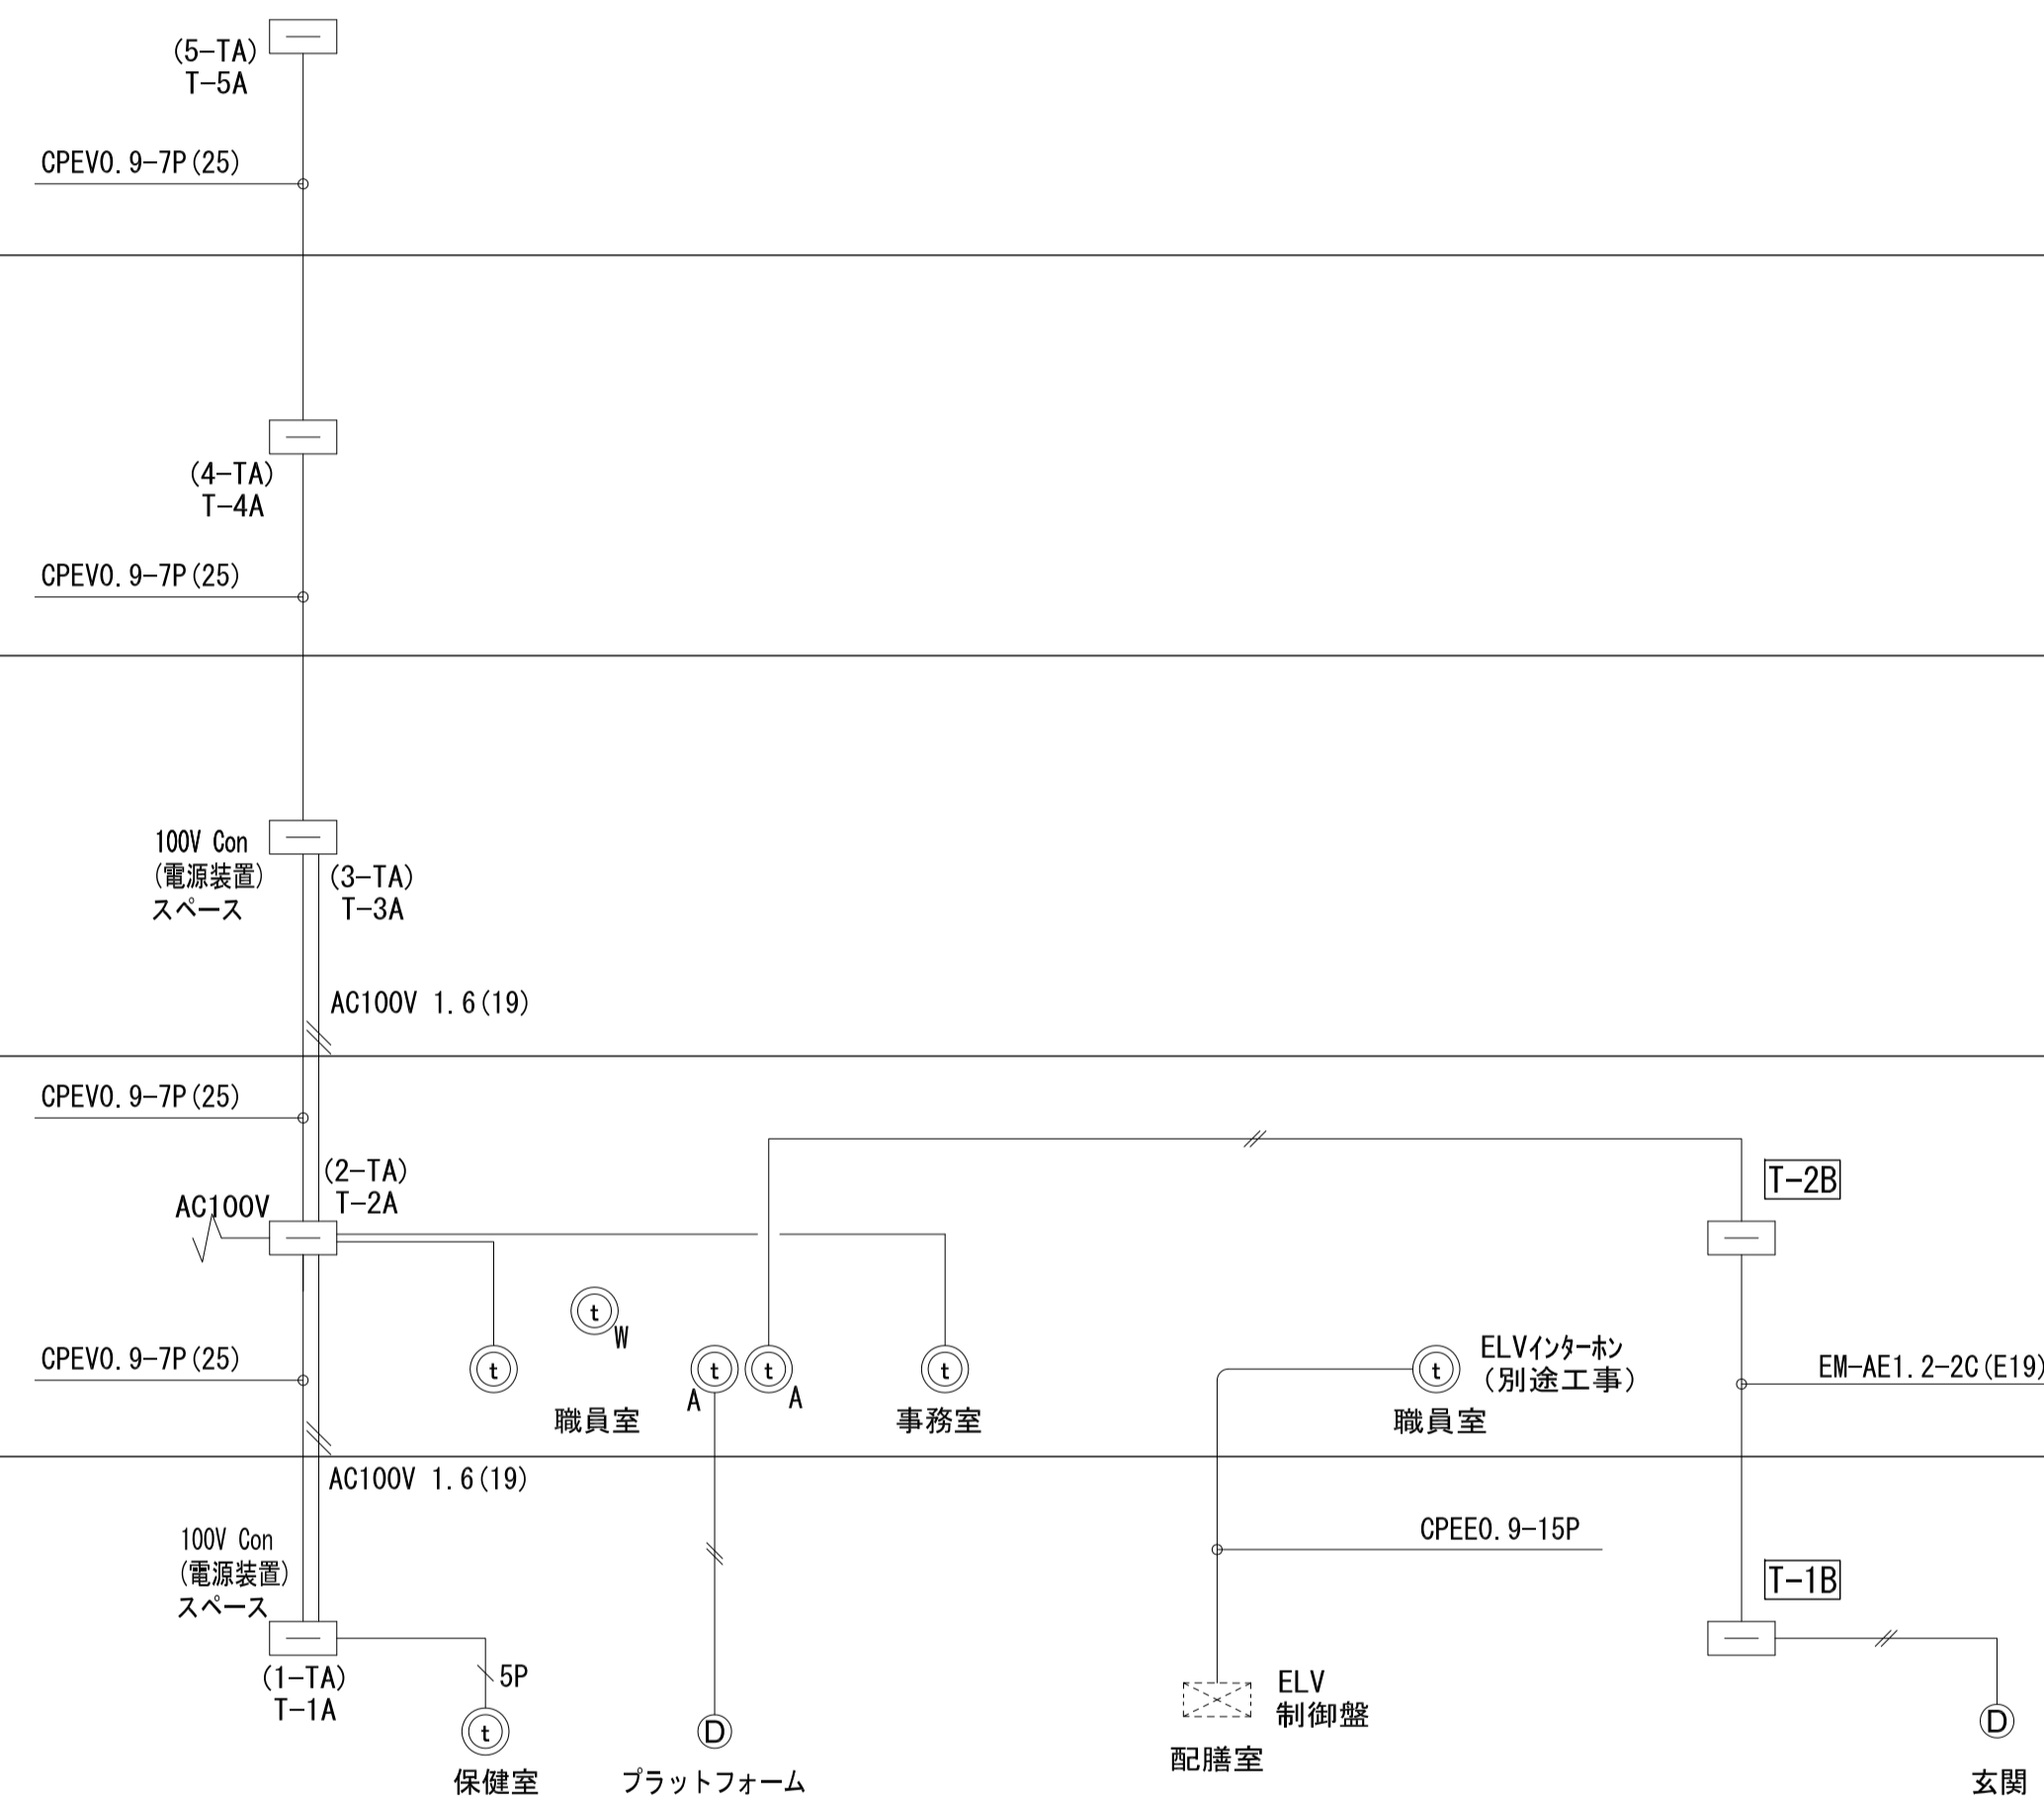 (5-TA)
T-5A
CPEV0.9-7P(25)
(4-TA)
T-4A
CPEV0.9-7P(25)
100V Con
(電源装置)
スペース
(3-TA)
T-3A
AC100V 1.6(19)
CPEV0.9-7P(25)
(2-TA)
T-2A
AC100V
T-2B
t
W
CPEV0.9-7P(25)
t
t
A
t
A
t
t
職員室
事務室
ELVインターホン
(別途工事)
職員室
EM-AE1.2-2C(E19)
AC100V 1.6(19)
CPEE0.9-15P
100V Con
(電源装置)
スペース
T-1B
(1-TA)
T-1A
5P
t
保健室
D
プラットフォーム
ELV
制御盤
配膳室
D
玄関